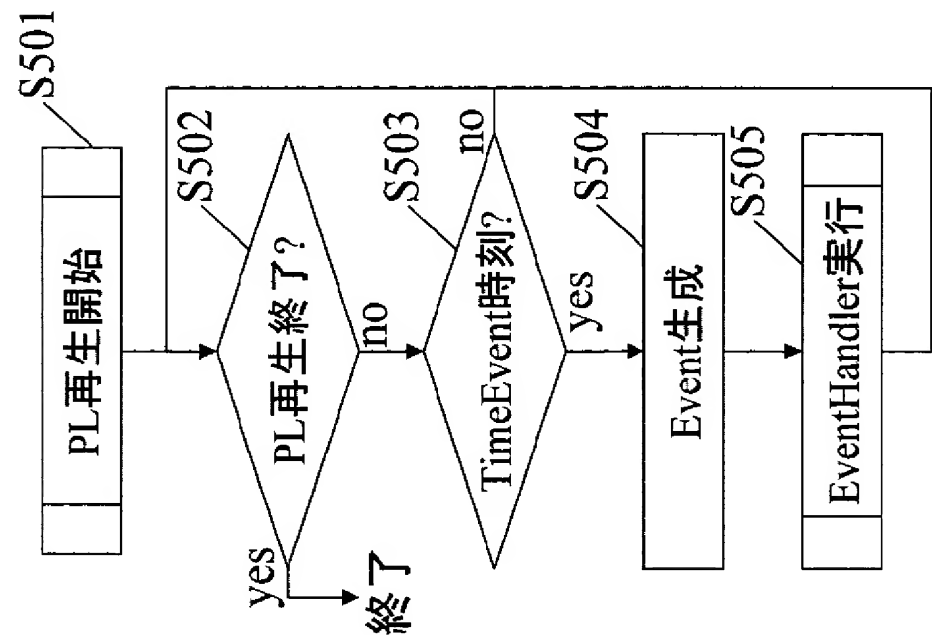 S501
PL再生開始
S502
PL再生終了?
yes
終了
no
S503
TimeEvent時刻?
no
yes
S504
Event生成
S505
EventHandler実行